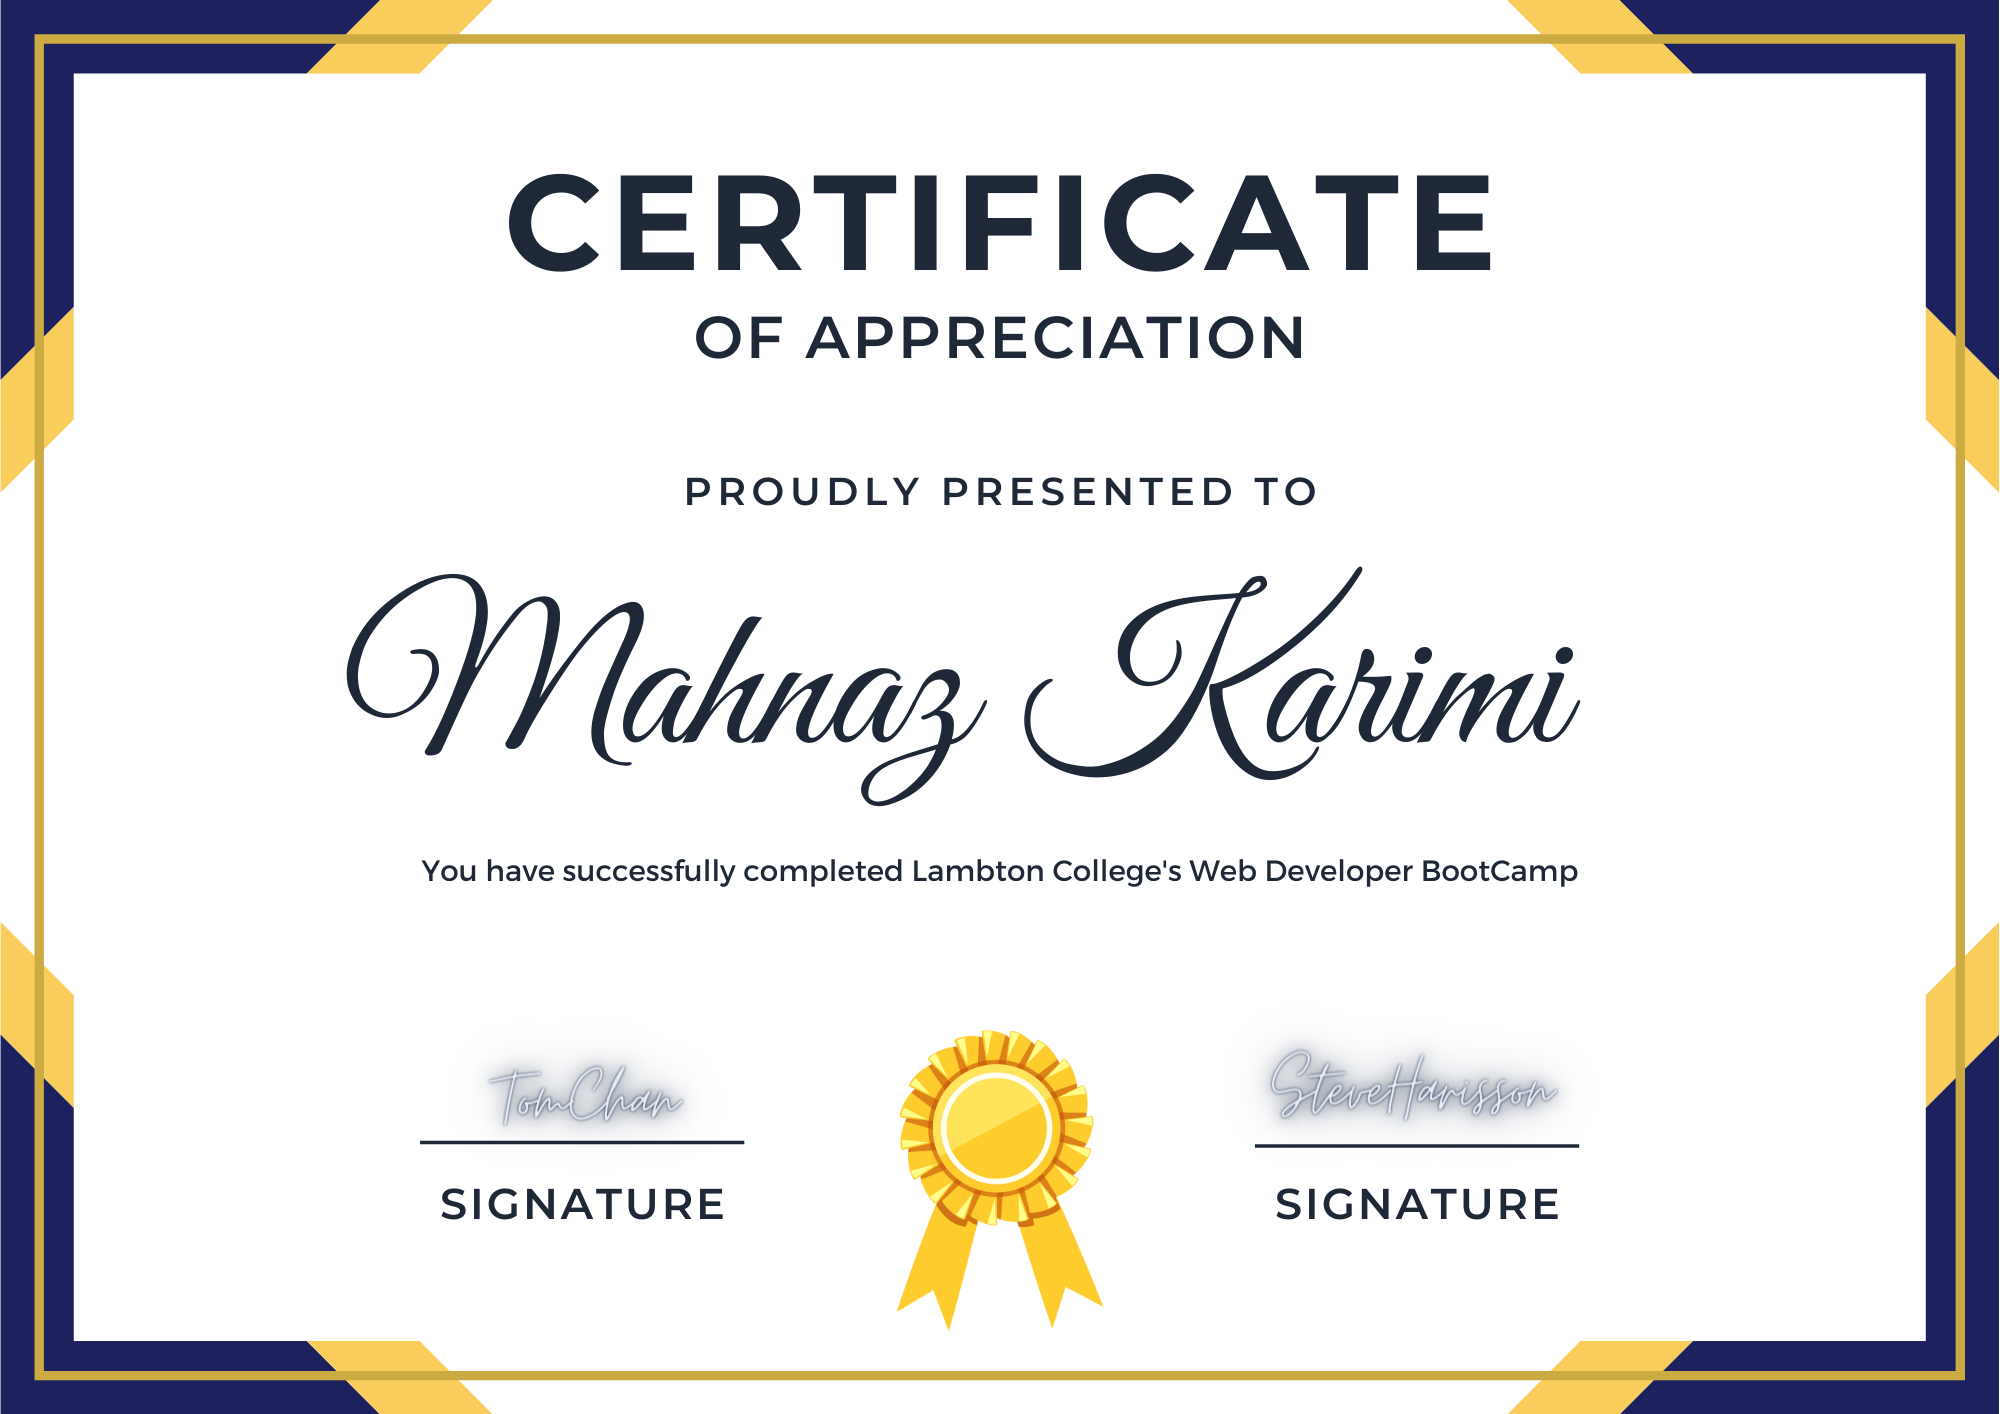 CERTIFICATE
OF APPRECIATION
PROUDLY PRESENTED TO
Mahnaz Karimi
You have successfully completed Lambton College's Web Developer BootCamp
TomChan
SteveHarisson
SIGNATURE
SIGNATURE